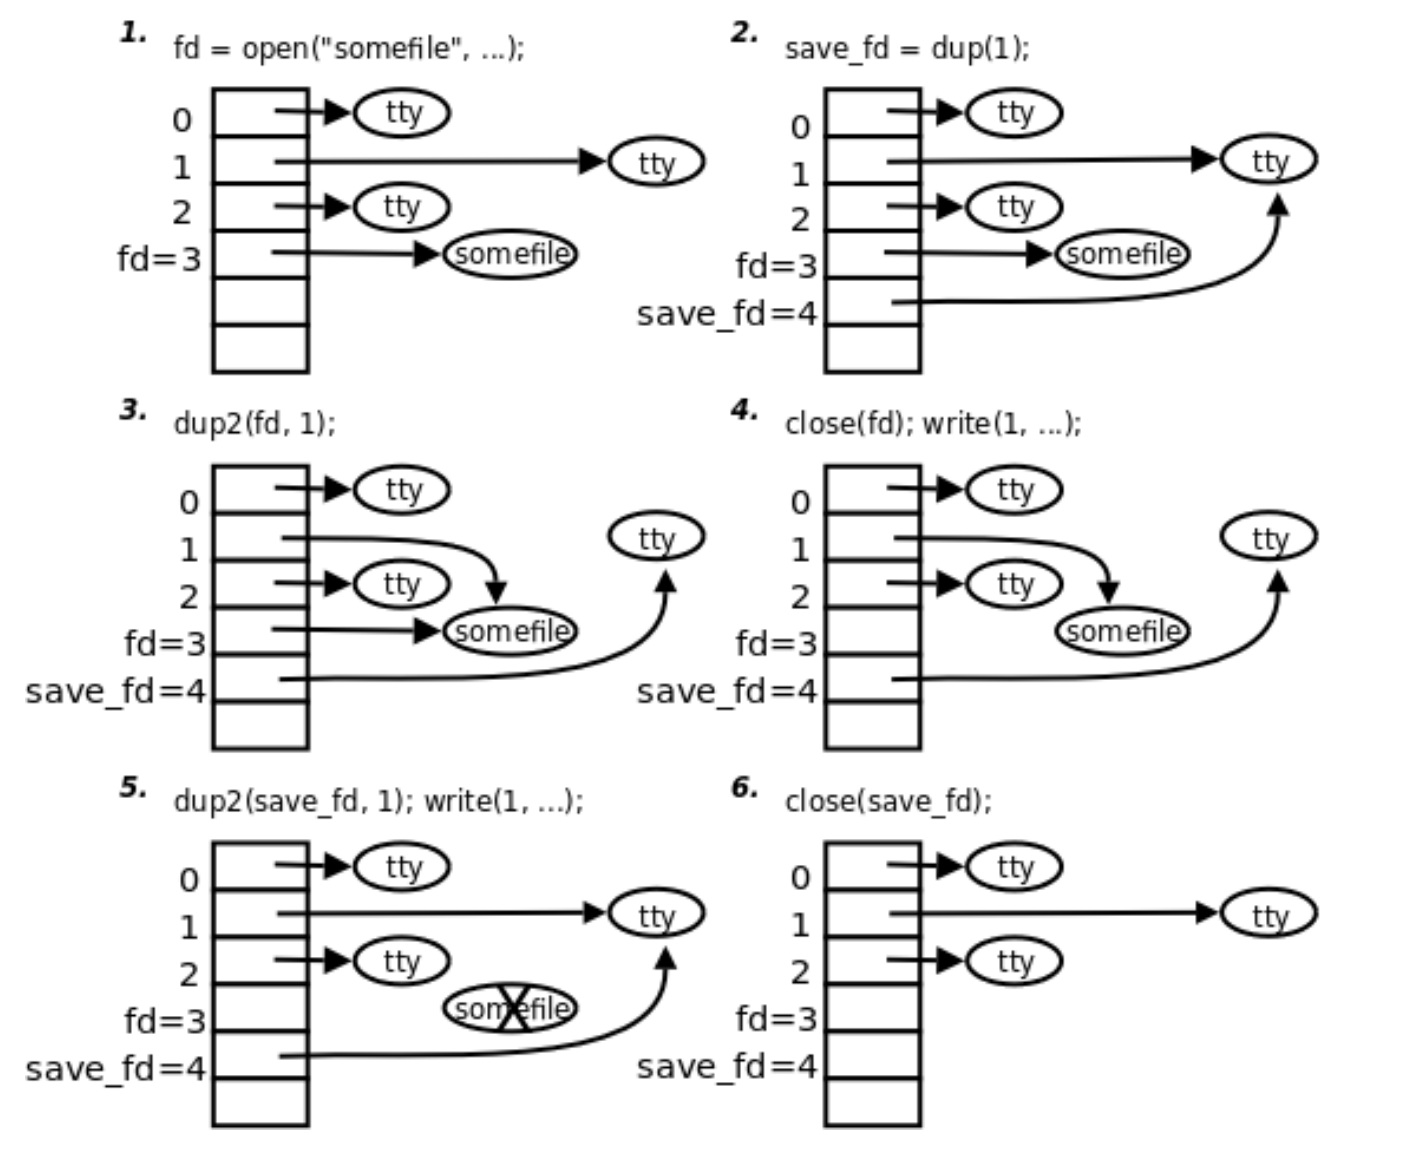 1. fd = open("somefile", ...);
0
tty
1
tty
2
tty
fd=3
somefile
2. save_fd = dup(1);
0
tty
1
tty
2
tty
fd=3
somefile
save_fd=4
3. dup2(fd, 1);
0
tty
1
tty
2
tty
fd=3
somefile
save_fd=4
4. close(fd); write(1, ...);
0
tty
1
tty
2
tty
fd=3
somefile
save_fd=4
5. dup2(save_fd, 1); write(1, ...);
0
tty
1
tty
2
tty
fd=3
somefile
save_fd=4
6. close(save_fd);
0
tty
1
tty
2
tty
fd=3
save_fd=4